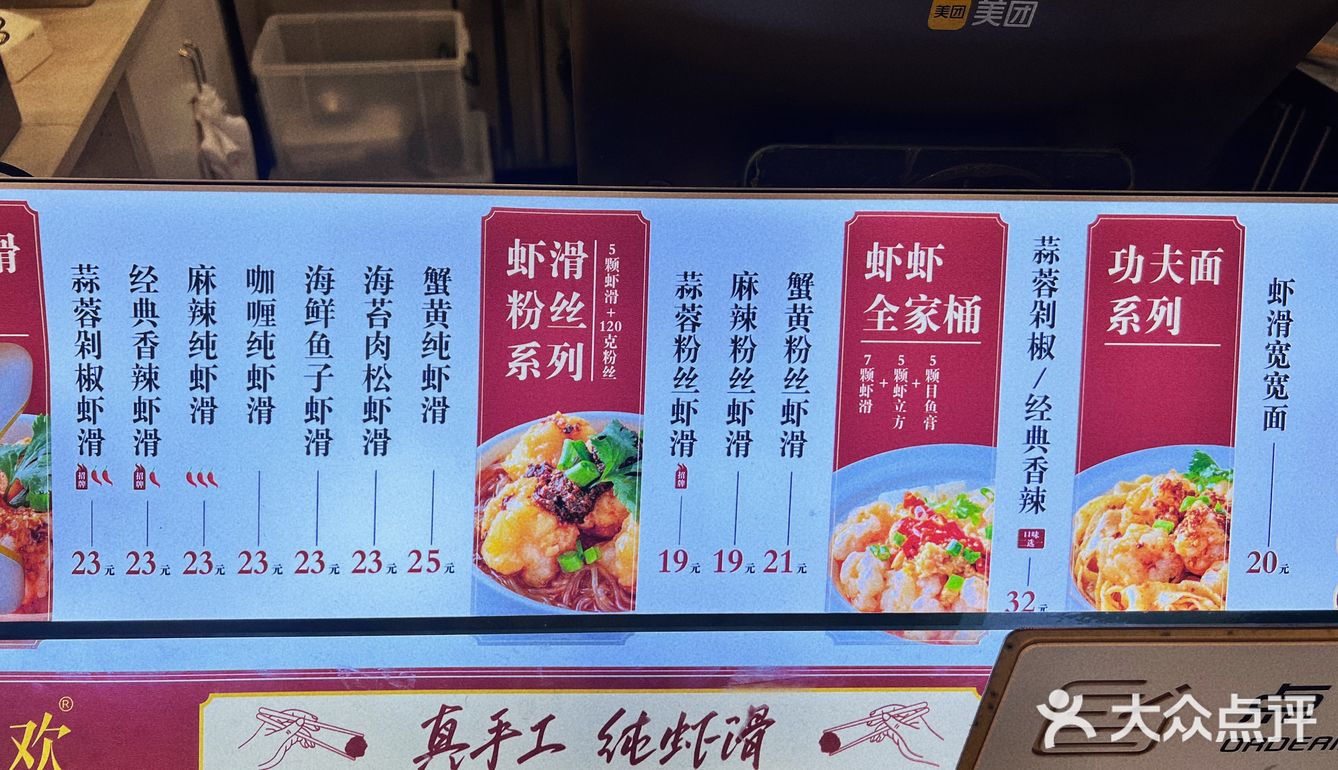 美团 美团
滑
蒜蓉剁椒虾滑
招牌
23元
经典香辣虾滑
招牌
23元
麻辣纯虾滑
23元
咖喱纯虾滑
23元
海鲜鱼子虾滑
23元
海苔肉松虾滑
23元
蟹黄纯虾滑
25元
虾滑
粉丝
系列
5颗虾滑+120克粉丝
蒜蓉粉丝虾滑
招牌
19元
麻辣粉丝虾滑
19元
蟹黄粉丝虾滑
21元
虾虾
全家桶
7颗虾滑
+
5颗虾立方
+
5颗目鱼膏
蒜蓉剁椒/经典香辣
口味
二选一
32元
功夫面
系列
虾滑宽宽面
20元
欢®
真手工 纯虾滑
大众点评